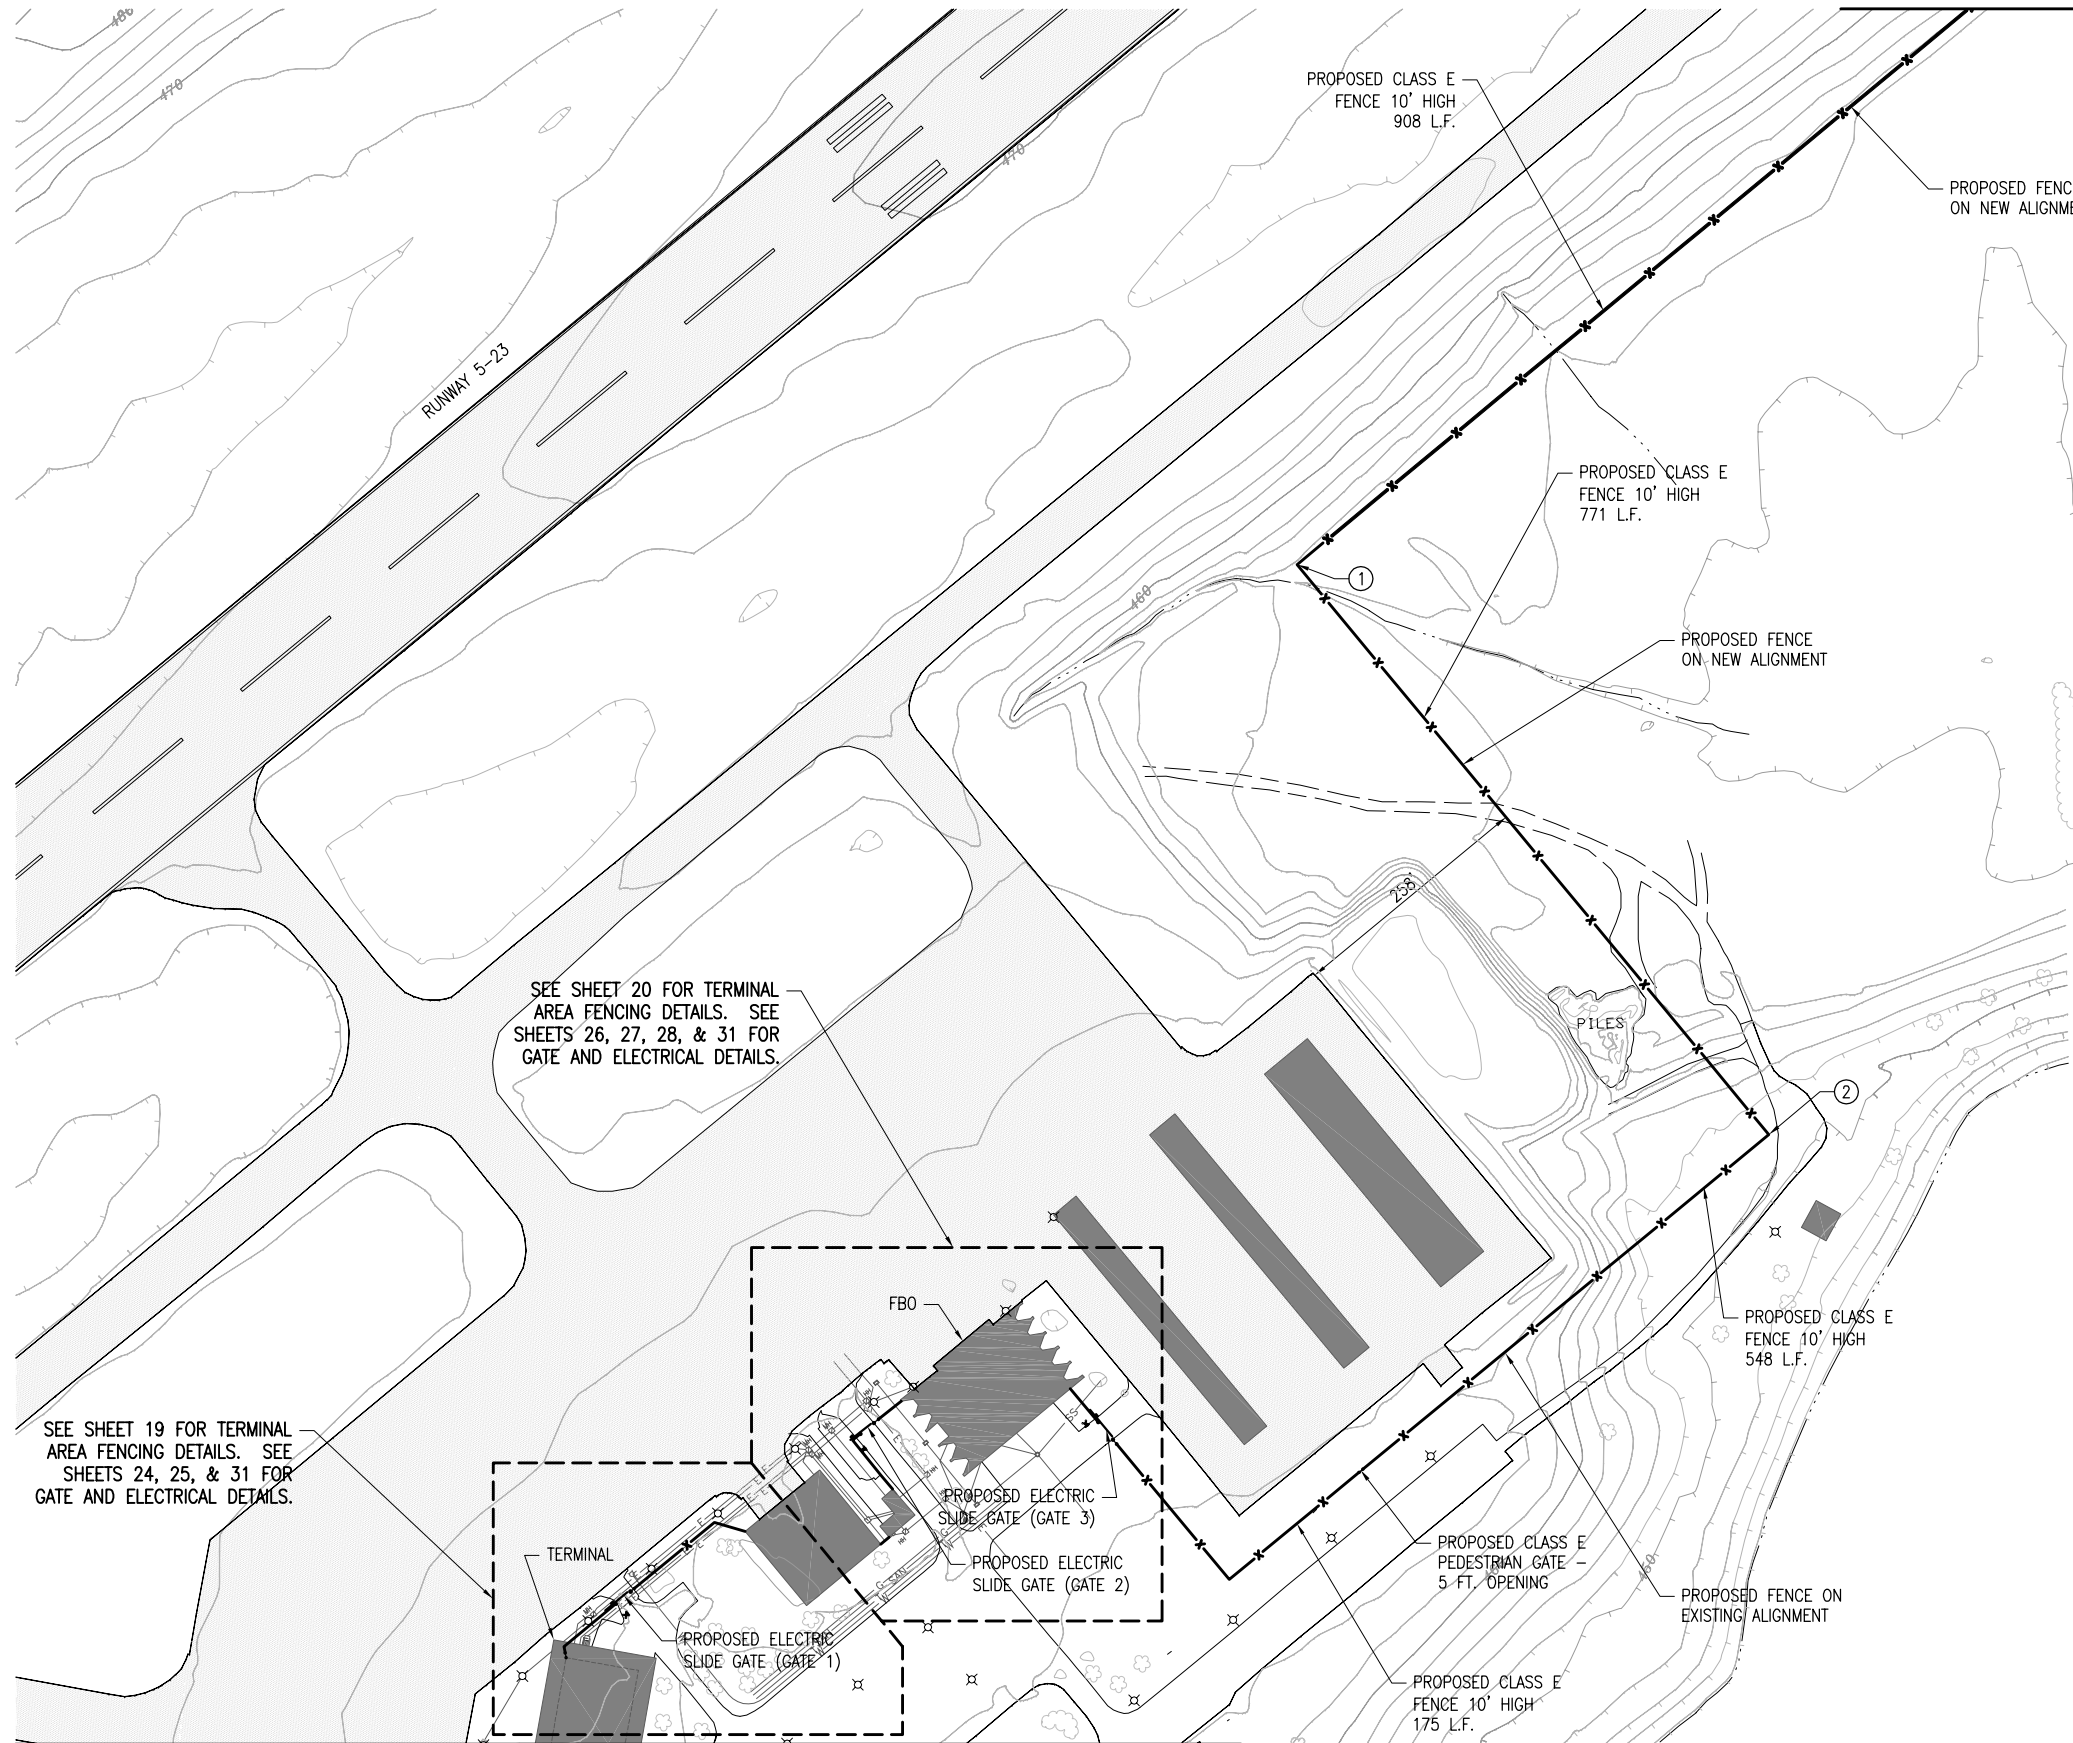 480
470
470
PROPOSED CLASS E
FENCE 10' HIGH
908 L.F.
PROPOSED FENC
ON NEW ALIGNME
RUNWAY 5-23
PROPOSED CLASS E
FENCE 10' HIGH
771 L.F.
1
460
PROPOSED FENCE
ON NEW ALIGNMENT
258'
SEE SHEET 20 FOR TERMINAL
AREA FENCING DETAILS. SEE
SHEETS 26, 27, 28, & 31 FOR
GATE AND ELECTRICAL DETAILS.
PILES
2
FBO
PROPOSED CLASS E
FENCE 10' HIGH
548 L.F.
SEE SHEET 19 FOR TERMINAL
AREA FENCING DETAILS. SEE
SHEETS 24, 25, & 31 FOR
GATE AND ELECTRICAL DETAILS.
SS
PROPOSED ELECTRIC
SLIDE GATE (GATE 3)
TERMINAL
PROPOSED ELECTRIC
SLIDE GATE (GATE 2)
SAN
PROPOSED CLASS E
PEDESTRIAN GATE -
5 FT. OPENING
PROPOSED FENCE ON
EXISTING ALIGNMENT
PROPOSED ELECTRIC
SLIDE GATE (GATE 1)
PROPOSED CLASS E
FENCE 10' HIGH
175 L.F.